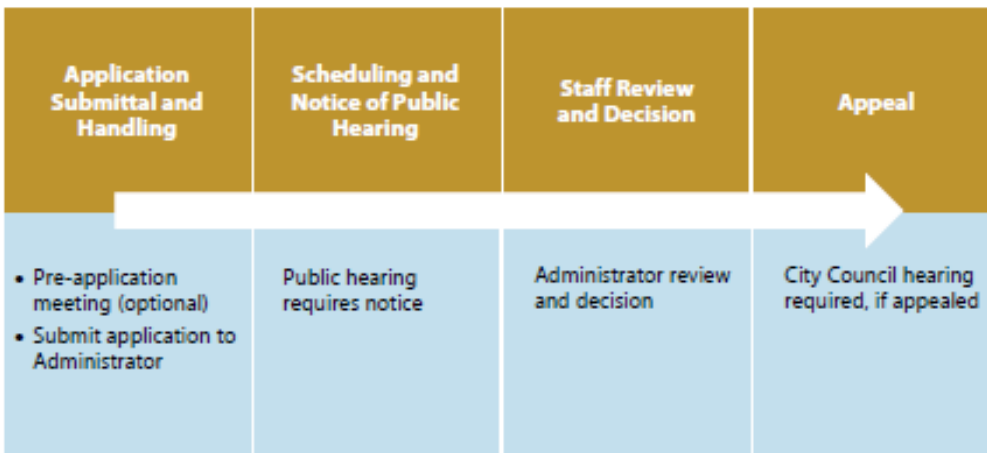 Application
Submittal and
Handling
Scheduling and
Notice of Public
Hearing
Staff Review
and Decision
Appeal
• Pre-application
meeting (optional)
• Submit application to
Administrator
Public hearing
requires notice
Administrator review
and decision
City Council hearing
required, if appealed